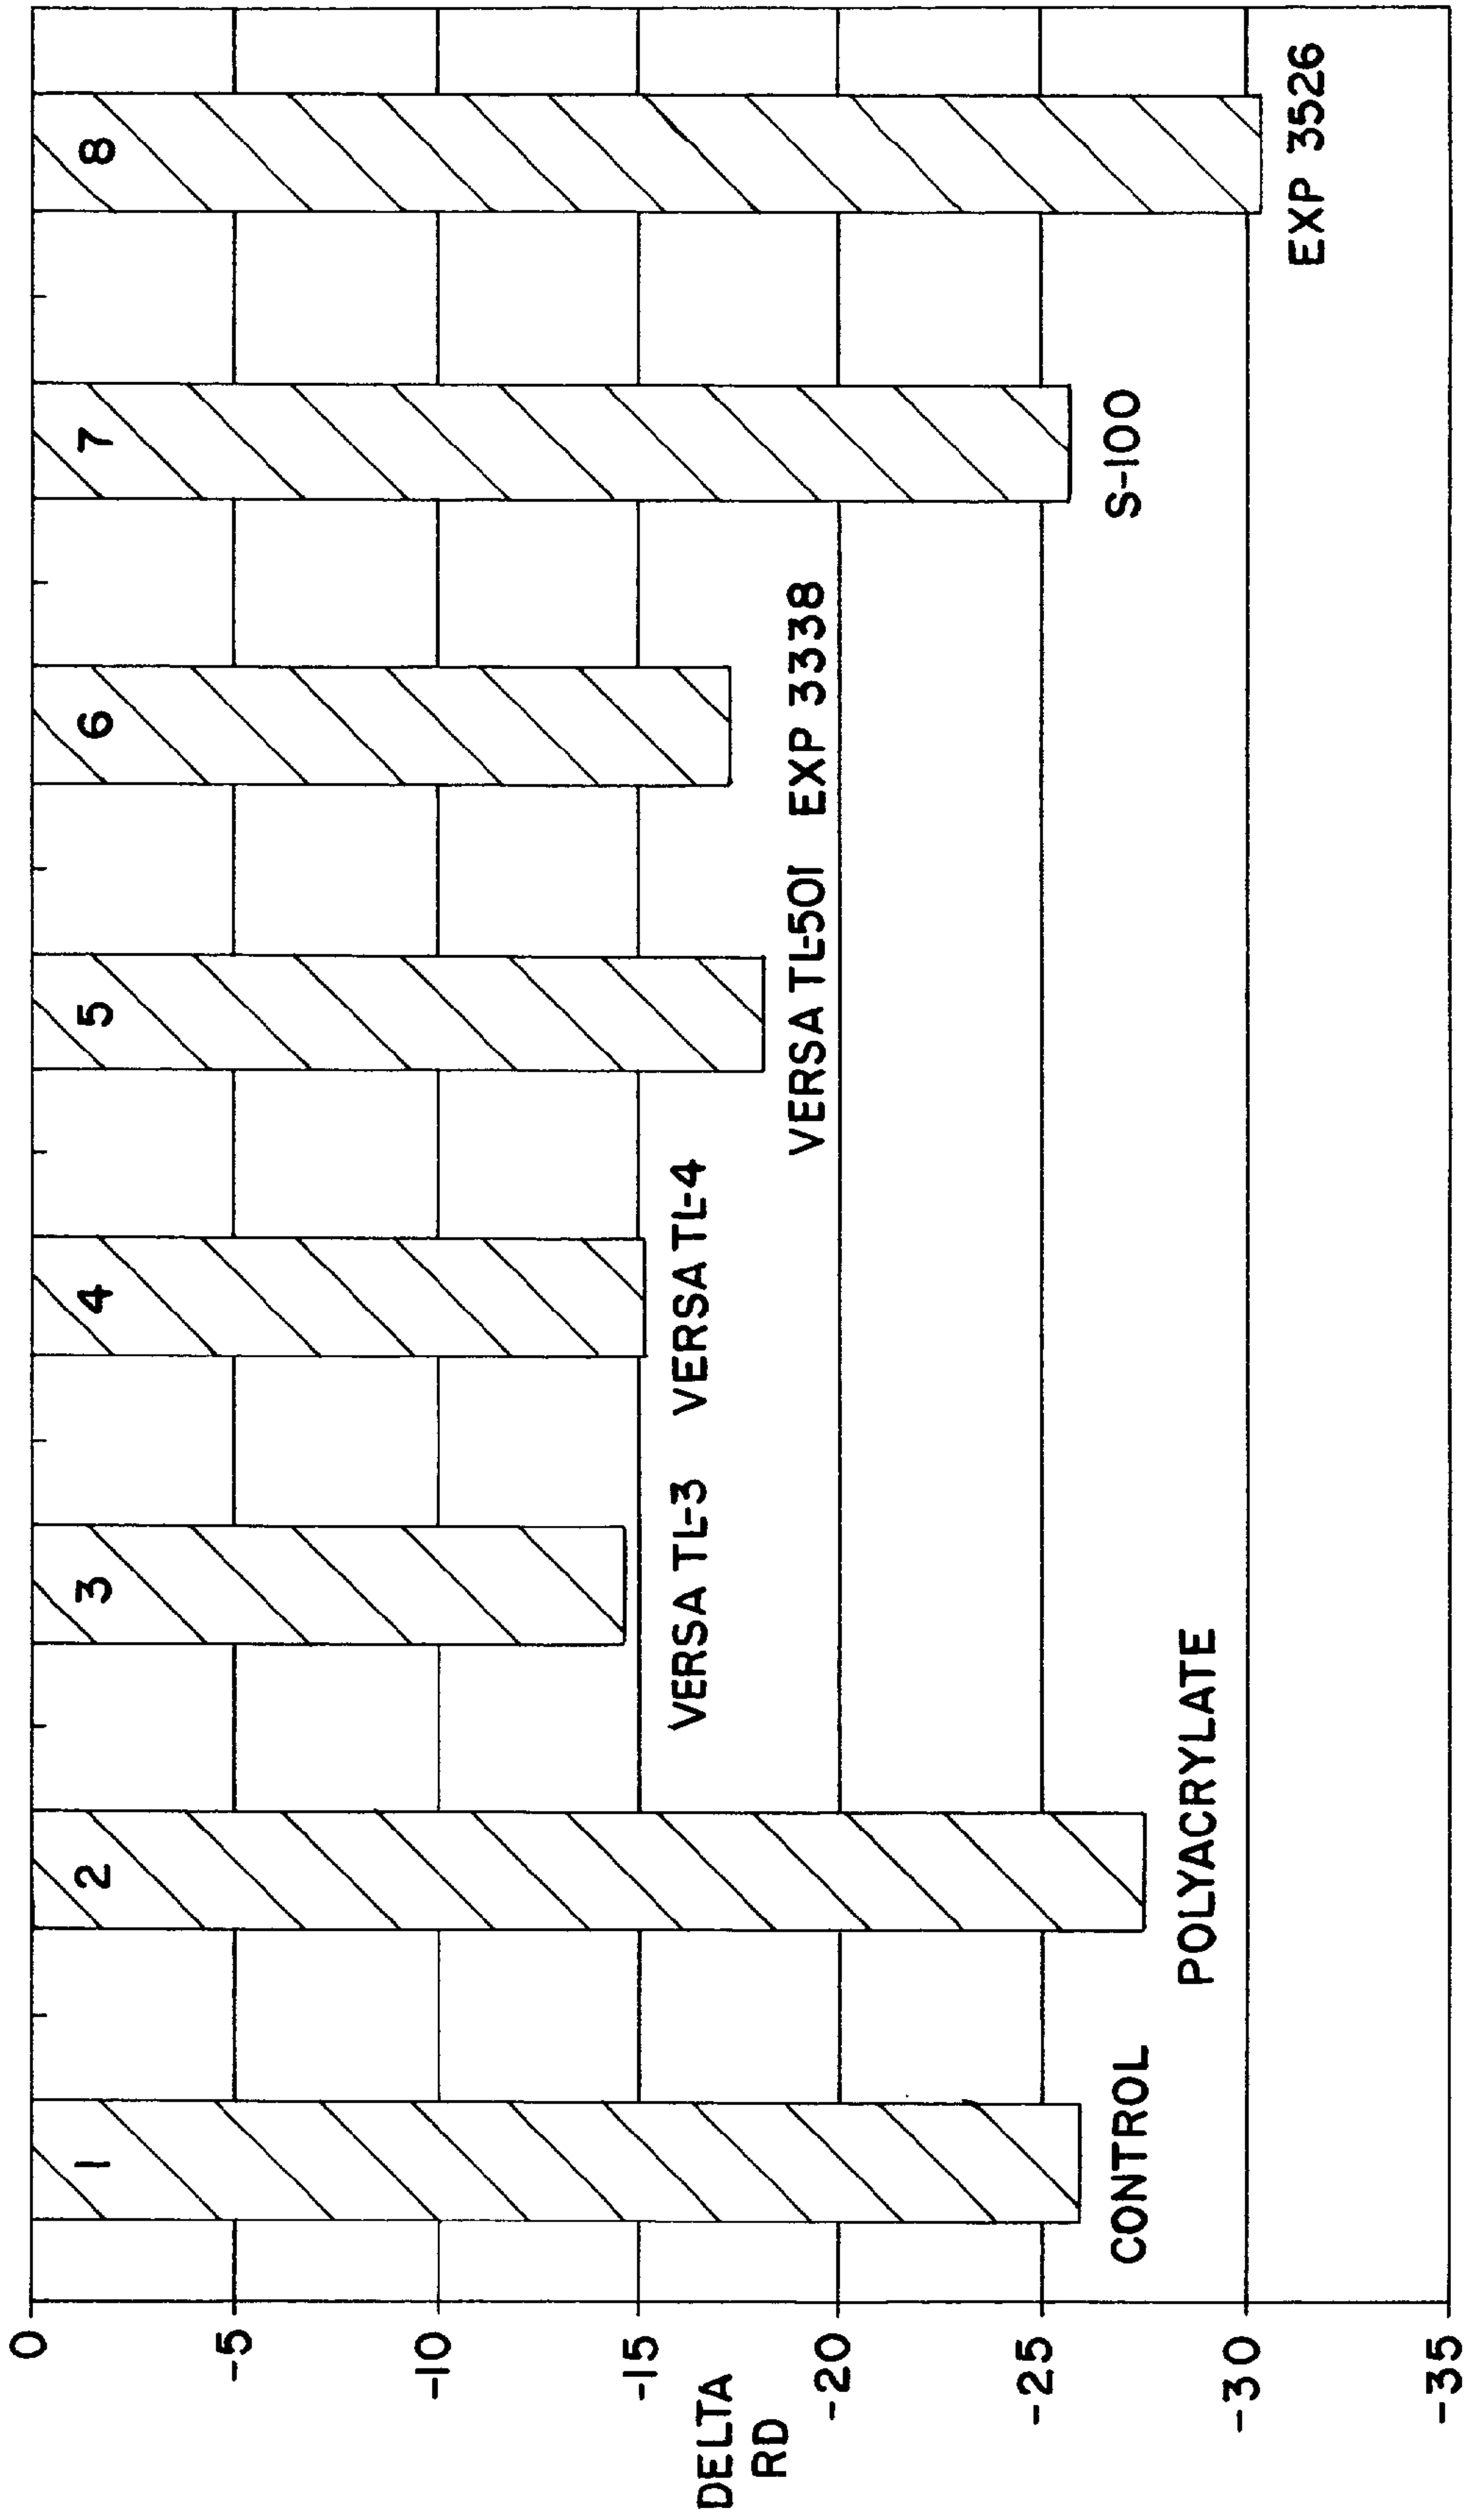 0
-5
-10
-15
DELTA
RD
-20
-25
-30
-35
1
2
3
4
5
6
7
8
CONTROL
POLYACRYLATE
VERSA TL-3
VERSA TL-4
VERSA TL-501
EXP 3338
S-100
EXP 3526